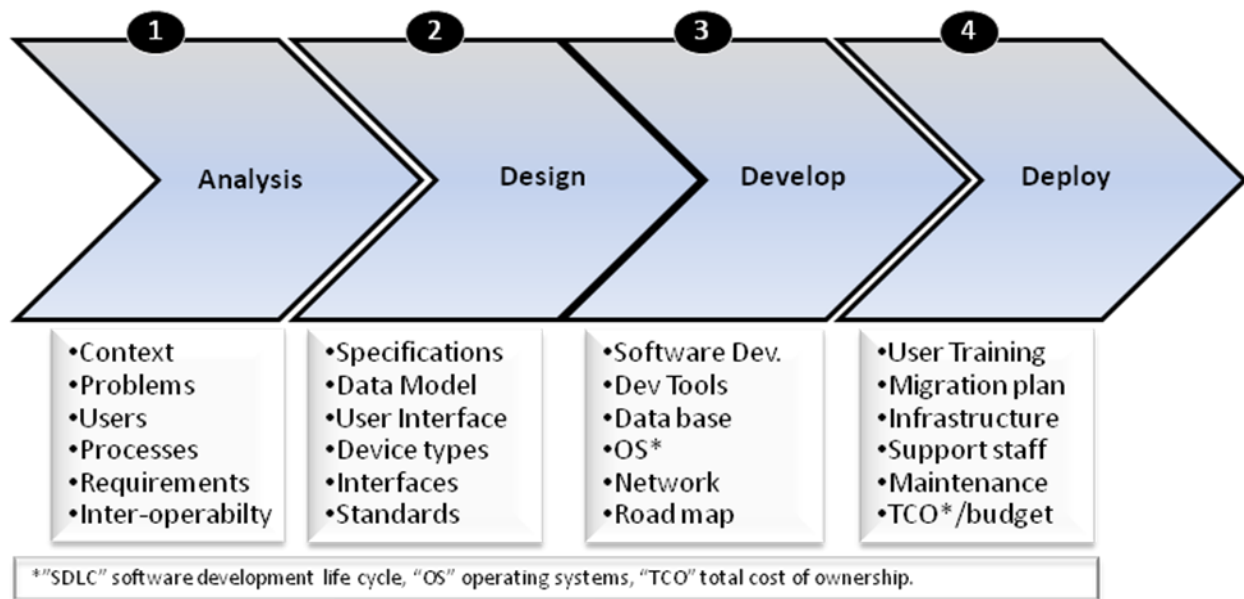 1
2
3
4
Analysis
Design
Develop
Deploy
•Context
•Problems
•Users
•Processes
•Requirements
•Inter-operabilty
•Specifications
•Data Model
•User Interface
•Device types
•Interfaces
•Standards
•Software Dev.
•Dev Tools
•Data base
•OS*
•Network
•Road map
•User Training
•Migration plan
•Infrastructure
•Support staff
•Maintenance
•TCO*/budget
*”SDLC” software development life cycle, “OS” operating systems, “TCO” total cost of ownership.